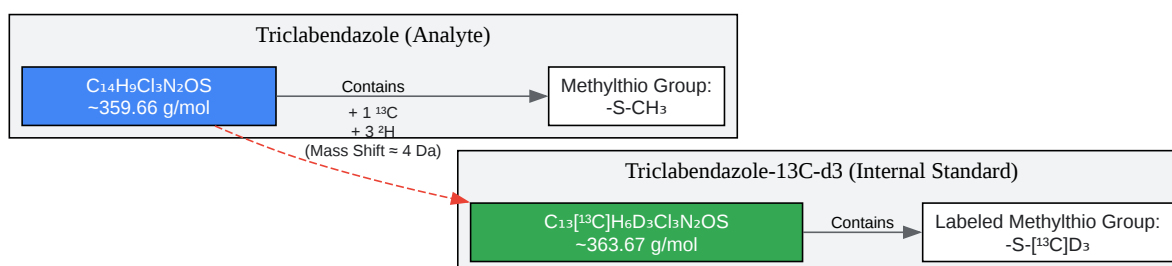 Triclabendazole (Analyte)
C₁₄H₉Cl₃N₂OS
~359.66 g/mol
Contains
+ 1 ¹³C
+ 3 ²H
(Mass Shift ≈ 4 Da)
Methylthio Group:
-S-CH₃
Triclabendazole-13C-d3 (Internal Standard)
C₁₃[¹³C]H₆D₃Cl₃N₂OS
~363.67 g/mol
Contains
Labeled Methylthio Group:
-S-[¹³C]D₃